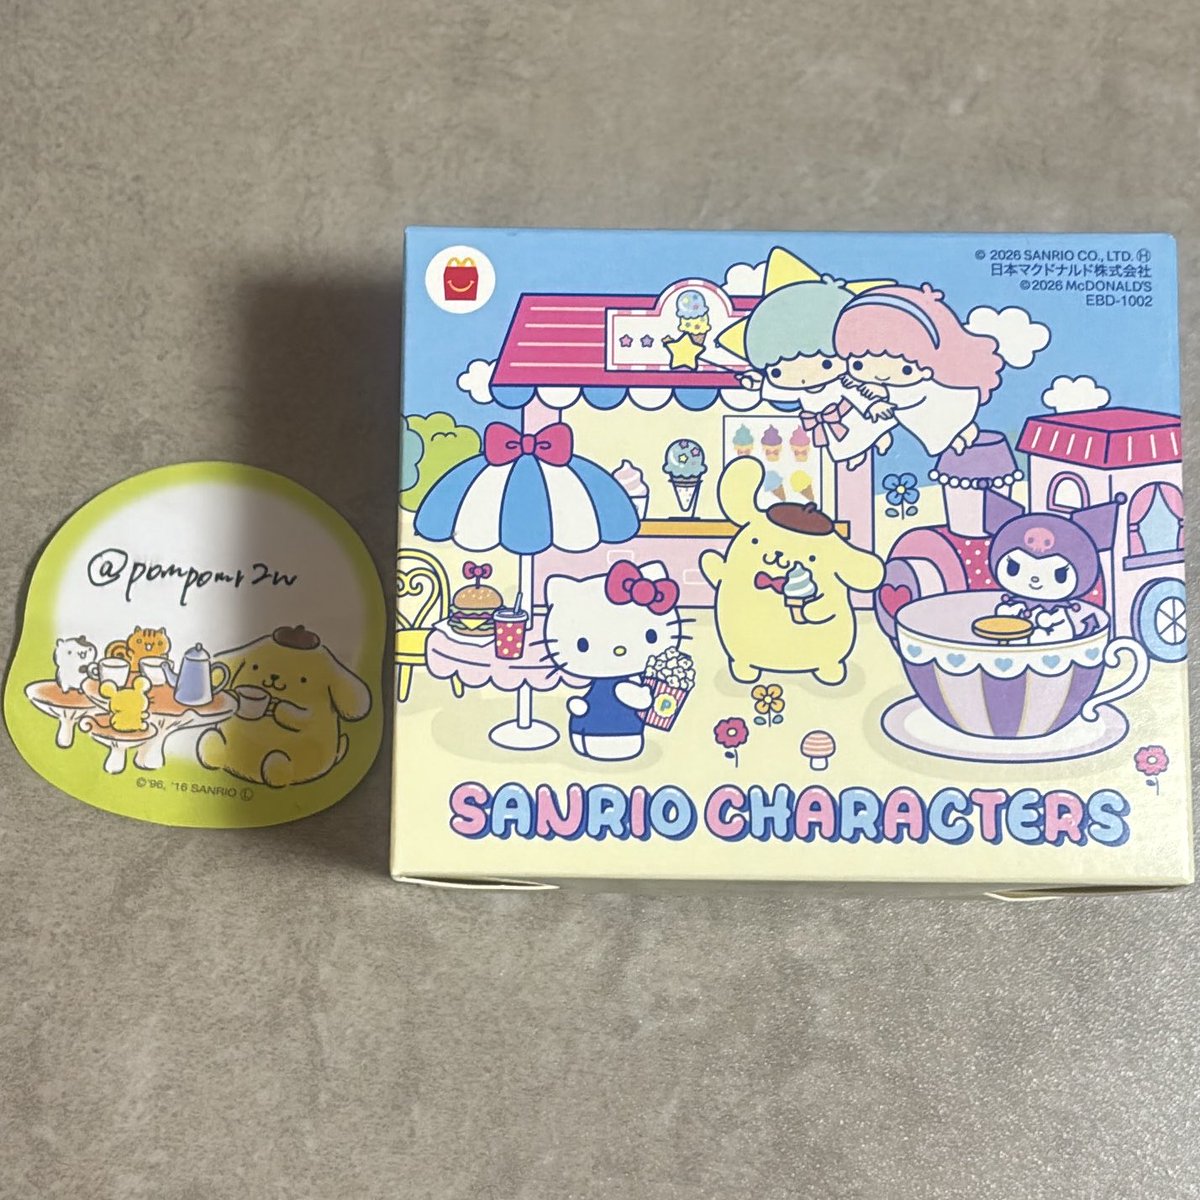 @pompomr2w
©'96, '16 SANRIO Ⓛ
© 2026 SANRIO CO., LTD. Ⓗ
日本マクドナルド株式会社
©2026 McDONALD'S
EBD-1002
P
SANRIO CHARACTERS